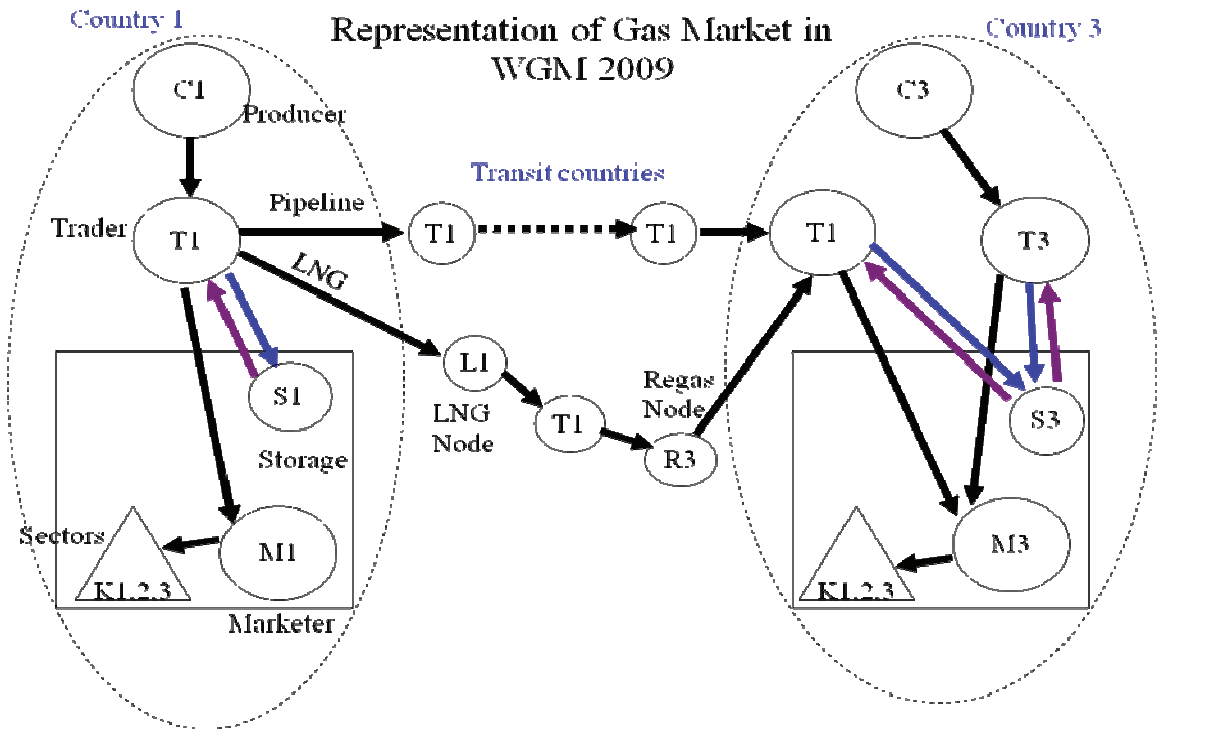 Country 1
Representation of Gas Market in
WGM 2009
Country 3
C1
Producer
C3
Transit countries
Pipeline
Trader
T1
T1
T1
T1
T3
LNG
L1
LNG
Node
T1
Regas
Node
R3
S1
Storage
S3
Sectors
K1.2.3
M1
Marketer
K1.2.3
M3